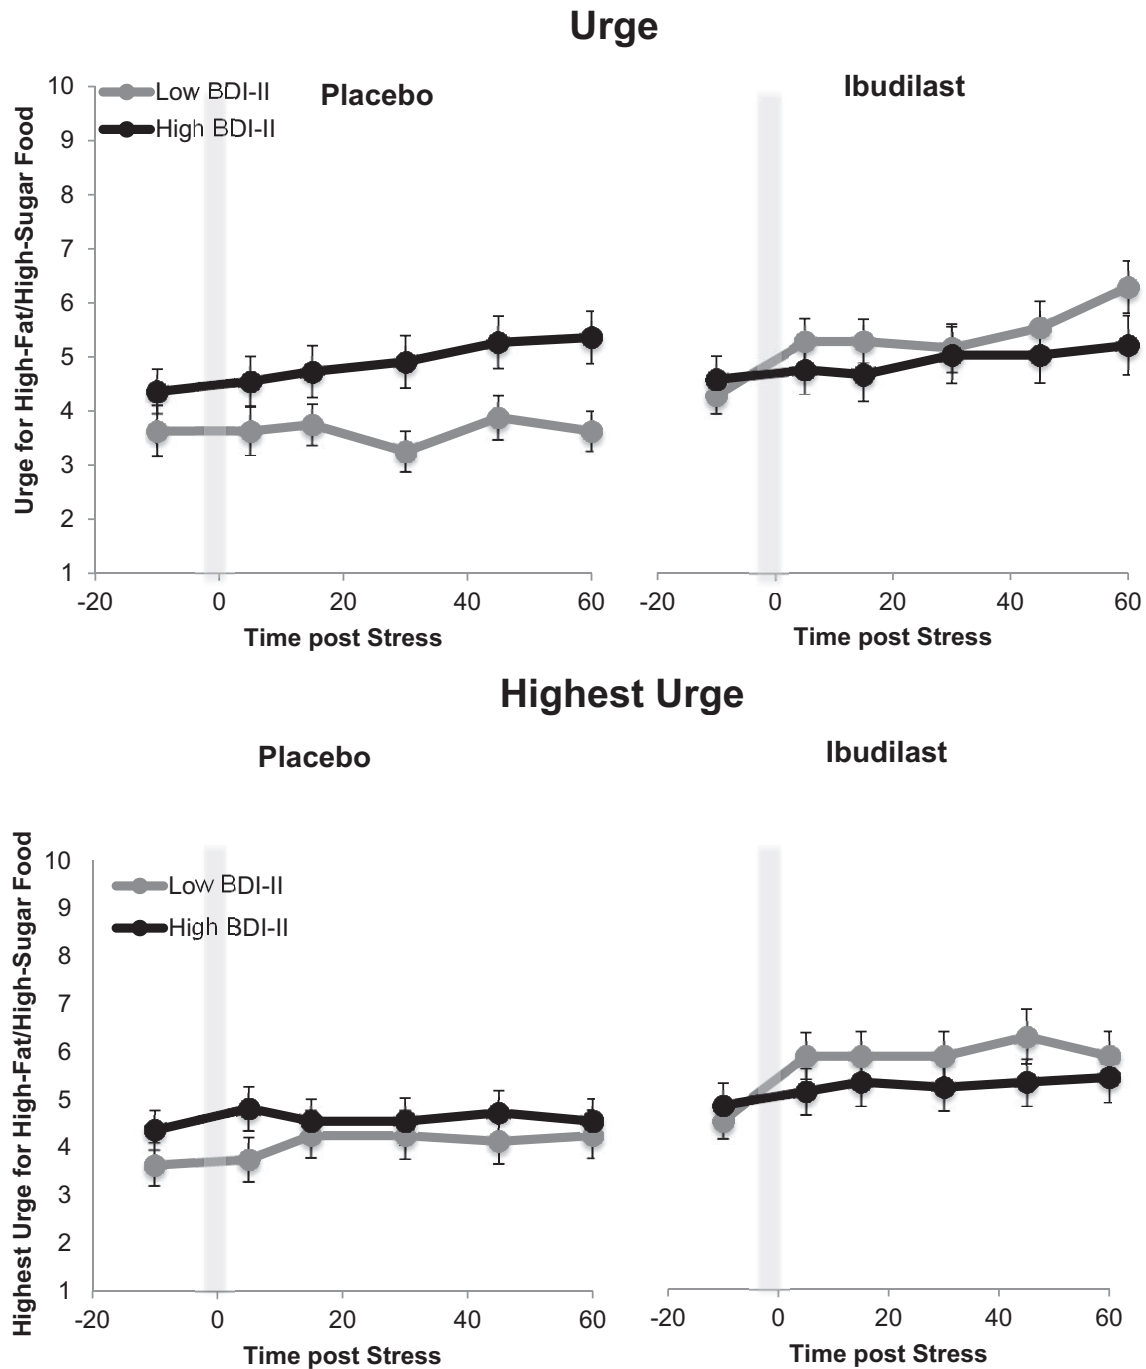 Urge
Placebo
Ibudilast
Low BDI-II
High BDI-II
Urge for High-Fat/High-Sugar Food
10
9
8
7
6
5
4
3
2
1
-20 0 20 40 60
-20 0 20 40 60
Time post Stress
Time post Stress
Highest Urge
Placebo
Ibudilast
Low BDI-II
High BDI-II
Highest Urge for High-Fat/High-Sugar Food
10
9
8
7
6
5
4
3
2
1
-20 0 20 40 60
-20 0 20 40 60
Time post Stress
Time post Stress